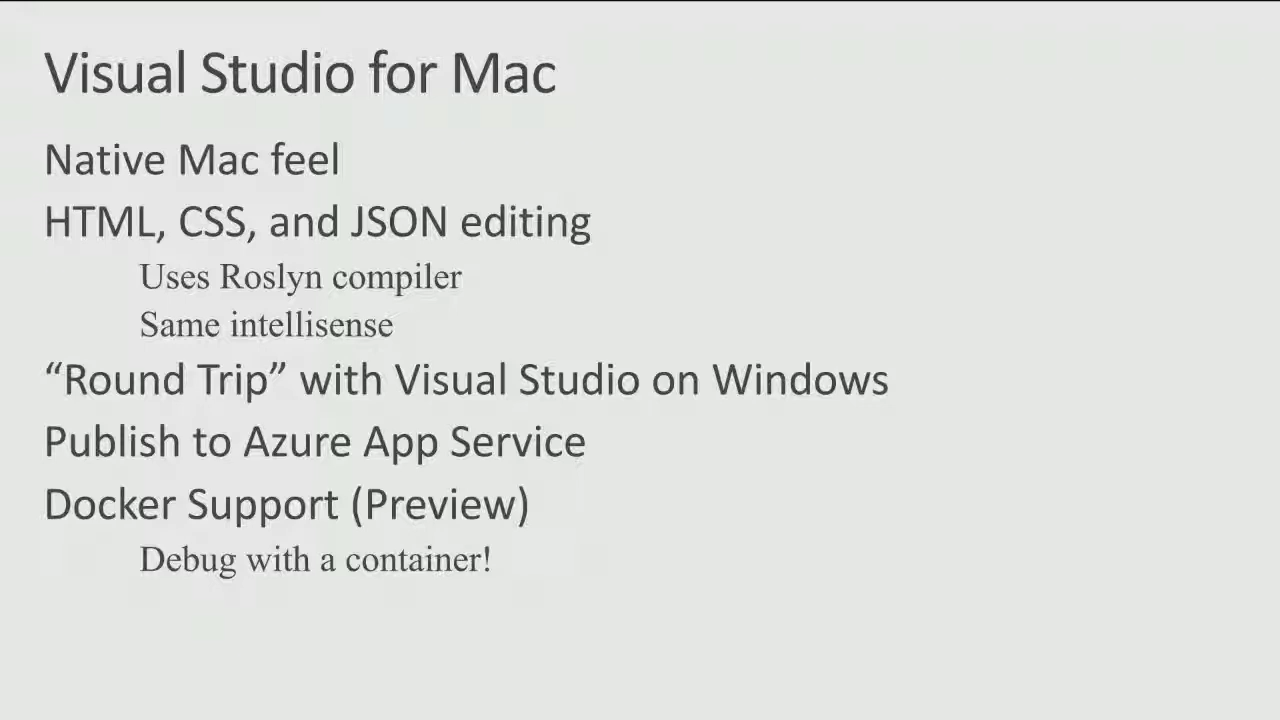 Visual Studio for Mac
Native Mac feel
HTML, CSS, and JSON editing
Uses Roslyn compiler
Same intellisense
“Round Trip” with Visual Studio on Windows
Publish to Azure App Service
Docker Support (Preview)
Debug with a container!